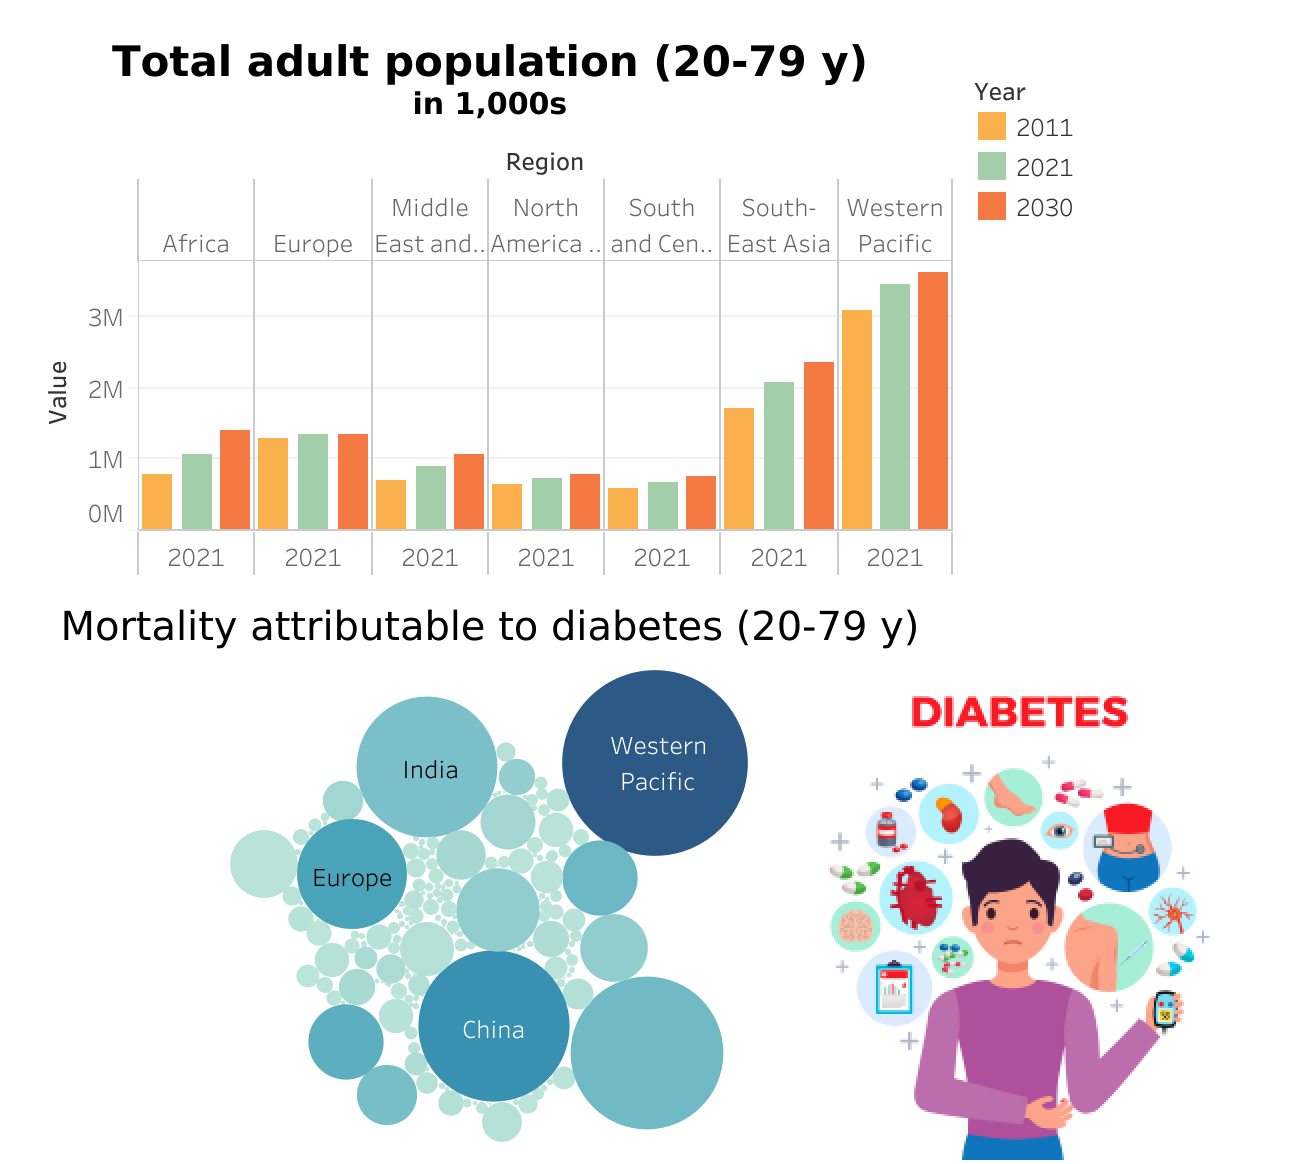 Total adult population (20-79 y)
in 1,000s
Year
2011
2021
2030
Region
Africa
Europe
Middle
East and..
North
America ..
South
and Cen..
South-
East Asia
Western
Pacific
Value
3M
2M
1M
0M
2021
2021
2021
2021
2021
2021
2021
Mortality attributable to diabetes (20-79 y)
India
Western
Pacific
Europe
China
DIABETES